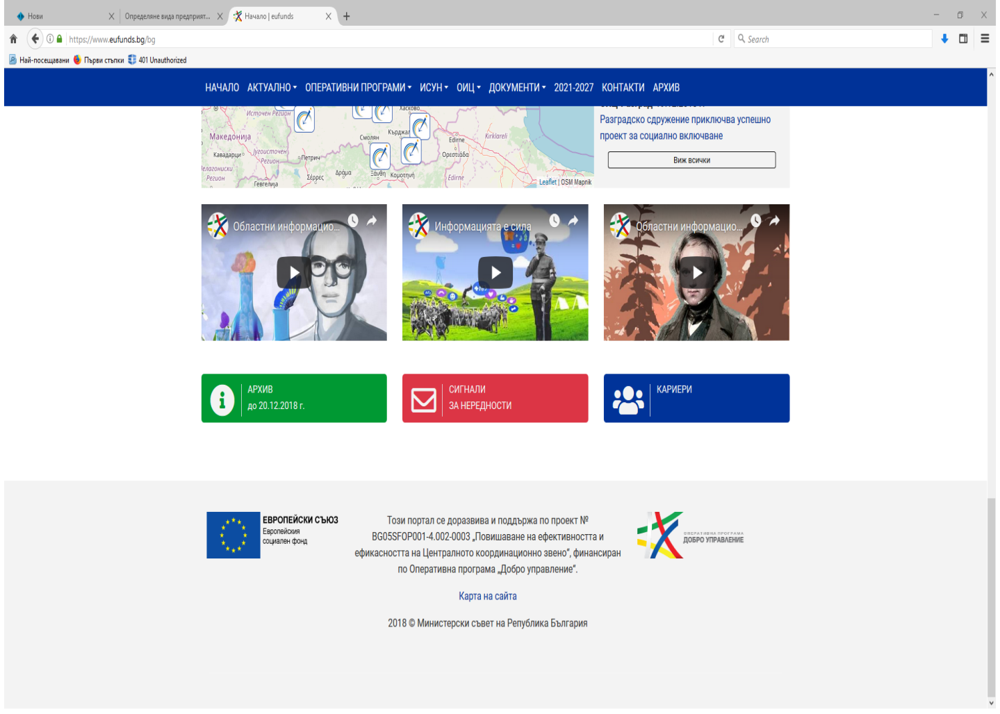 Нови
Определяне вида предприят...
Начало | eufunds
https://www.eufunds.bg/bg
Search
Най-посещавани
Първи стъпки
401 Unauthorized
НАЧАЛО АКТУАЛНО ОПЕРАТИВНИ ПРОГРАМИ ИСУН ОИЦ ДОКУМЕНТИ 2021-2027 КОНТАКТИ АРХИВ
Разградско сдружение приключва успешно
проект за социално включване
Виж всички
Источен Регион
Хасково
Македонија
Смолян
Кърджал
Edirne
Kirklareli
Кавадарци
Југоисточен
Регион
Петрич
Ορεστιάδα
Регион
Гевгелија
Σέρρες
Δράμα
Ξάνθη
Κομοτηνή
Edirne
Leaflet | OSM Mapnik
Областни информацио...
Информацията е сила
Областни информацио...
АРХИВ
до 20.12.2018 г.
СИГНАЛИ
ЗА НЕРЕДНОСТИ
КАРИЕРИ
ЕВРОПЕЙСКИ СЪЮЗ
Европейския
социален фонд
Този портал се доразвива и поддържа по проект №
BG05SFOP001-4.002-0003 „Повишаване на ефективността и
ефикасността на Централното координационно звено“, финансиран
по Оперативна програма „Добро управление“.
ОПЕРАТИВНА ПРОГРАМА
ДОБРО УПРАВЛЕНИЕ
Карта на сайта
2018 © Министерски съвет на Република България